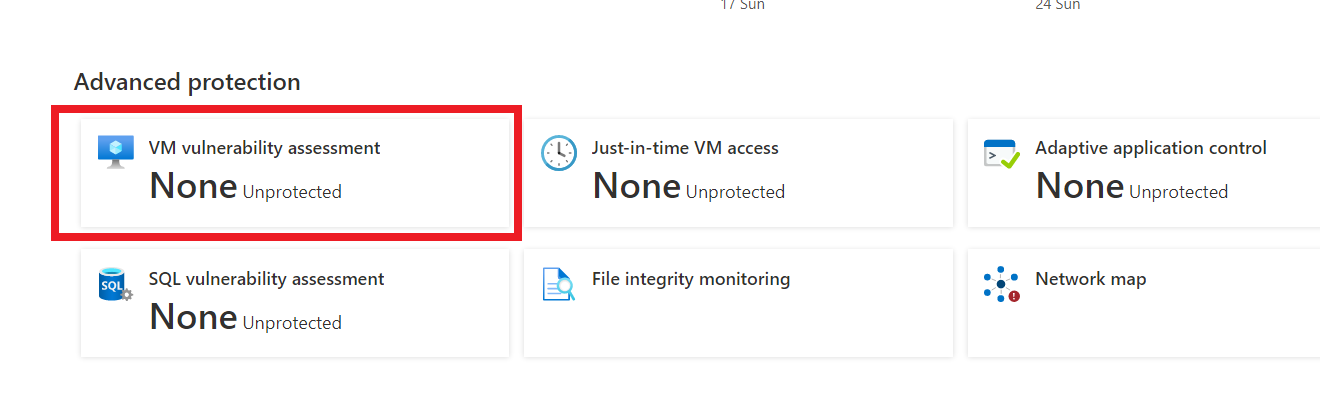 17 Sun
24 Sun
Advanced protection
VM vulnerability assessment
None Unprotected
Just-in-time VM access
None Unprotected
Adaptive application control
None Unprotected
SQL
SQL vulnerability assessment
None Unprotected
File integrity monitoring
Network map